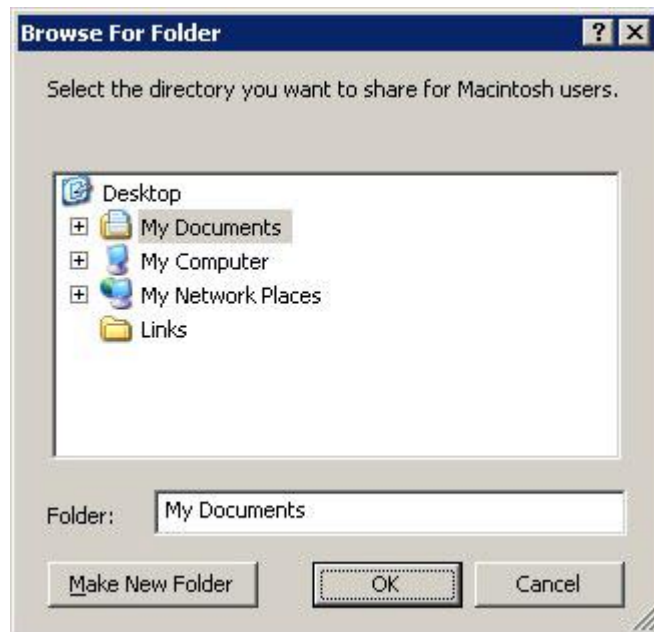 Browse For Folder
Select the directory you want to share for Macintosh users.
Desktop
My Documents
My Computer
My Network Places
Links
Folder: My Documents
Make New Folder OK Cancel